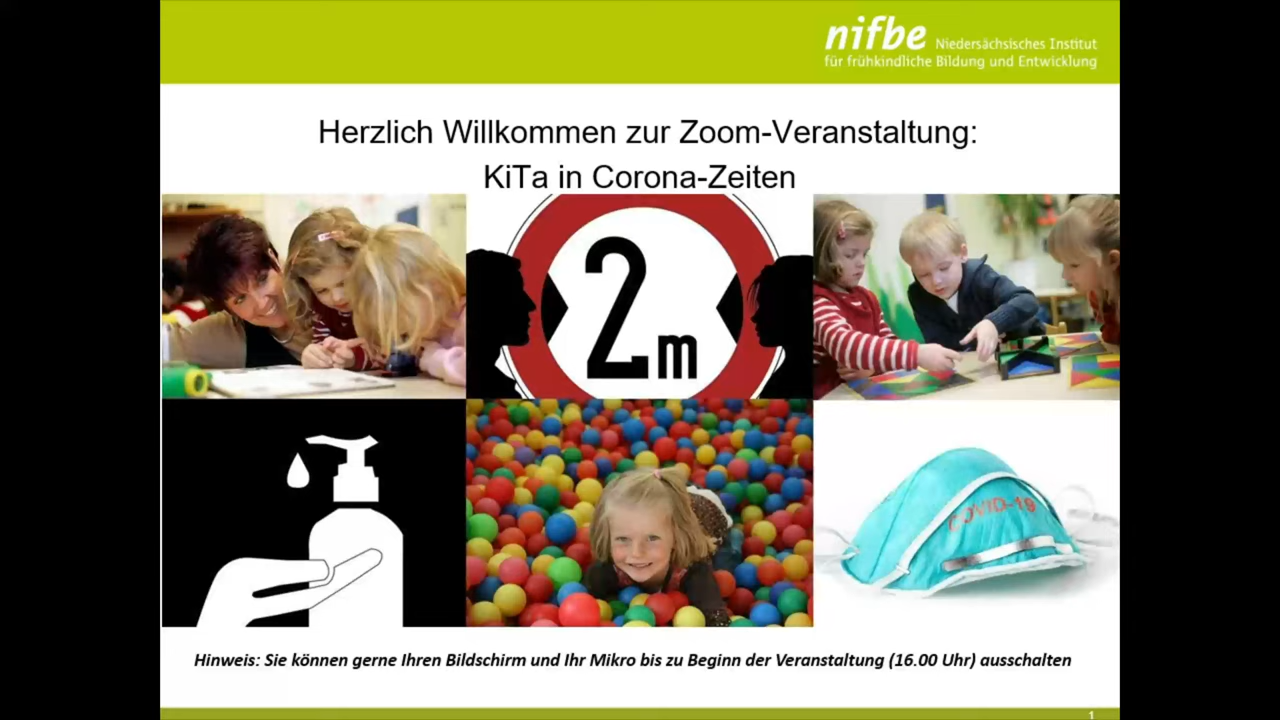 nifbe Niedersächsisches Institut
für frühkindliche Bildung und Entwicklung
Herzlich Willkommen zur Zoom-Veranstaltung:
KiTa in Corona-Zeiten
2m
COVID-19
Hinweis: Sie können gerne Ihren Bildschirm und Ihr Mikro bis zu Beginn der Veranstaltung (16.00 Uhr) ausschalten
1